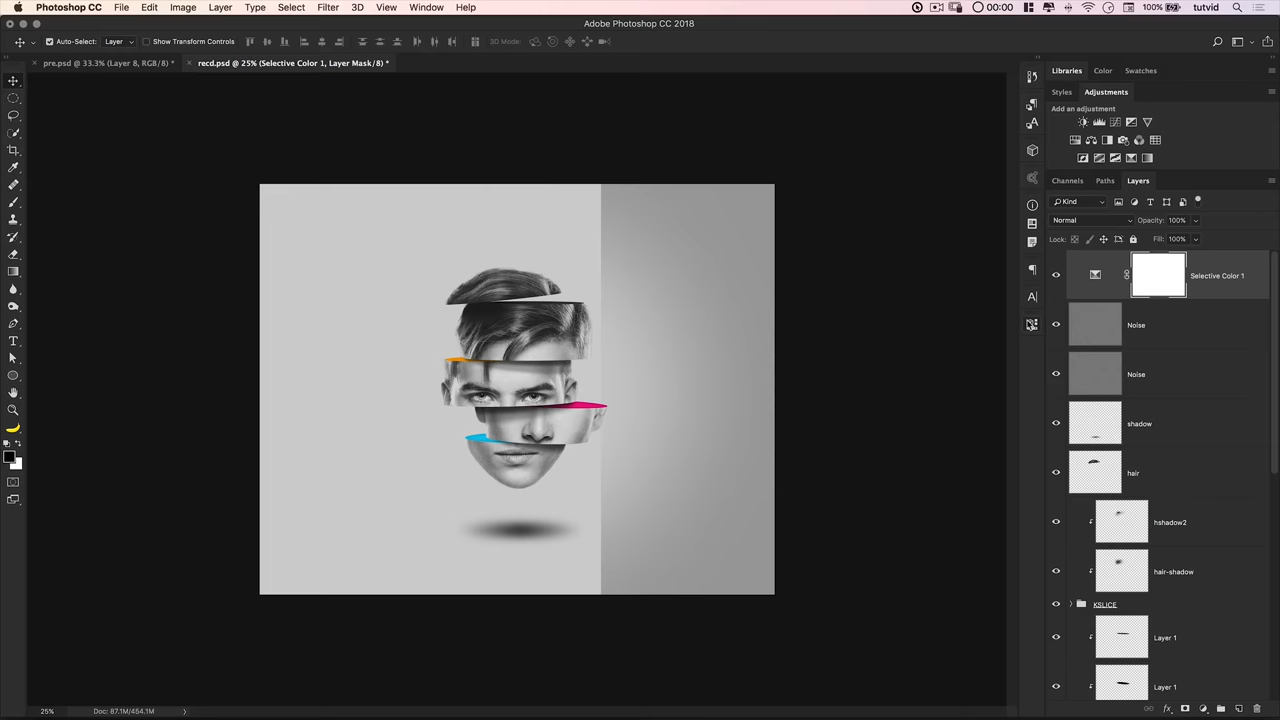 Photoshop CC File Edit Image Layer Type Select Filter 3D View Window Help 00:00 100% tutvid
Adobe Photoshop CC 2018
Auto-Select: Layer Show Transform Controls 3D Mode:
pre.psd @ 33.3% (Layer 8, RGB/8) * recd.psd @ 25% (Selective Color 1, Layer Mask/8) *
Libraries Color Swatches
Styles Adjustments
Add an adjustment
Channels Paths Layers
Kind
Normal Opacity: 100%
Lock: Fill: 100%
Selective Color 1
Noise
Noise
shadow
hair
hshadow2
hair-shadow
KSLICE
Layer 1
Layer 1
25% Doc: 87.1M/454.1M